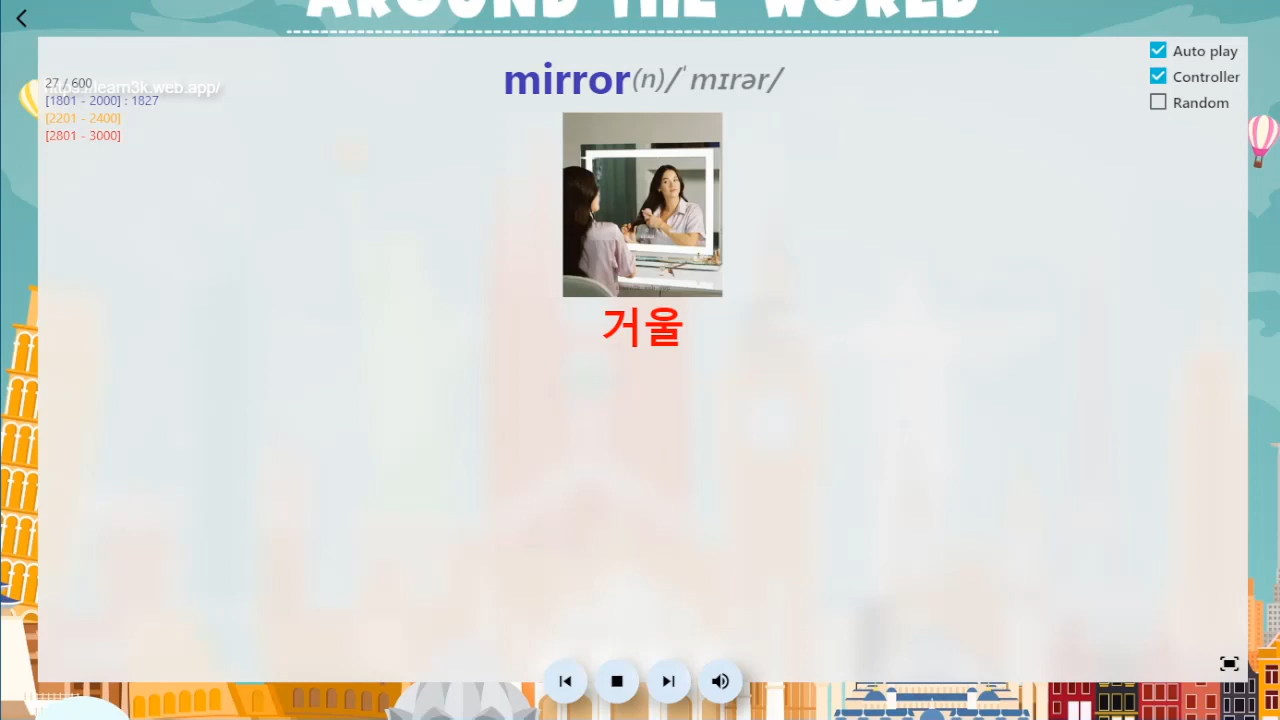 AROUND THE WORLD
27 / 600
https://learn3k.web.app/
[1801 - 2000] : 1827
[2201 - 2400]
[2801 - 3000]
mirror(n)/ˈmɪrər/
거울
Auto play
Controller
Random